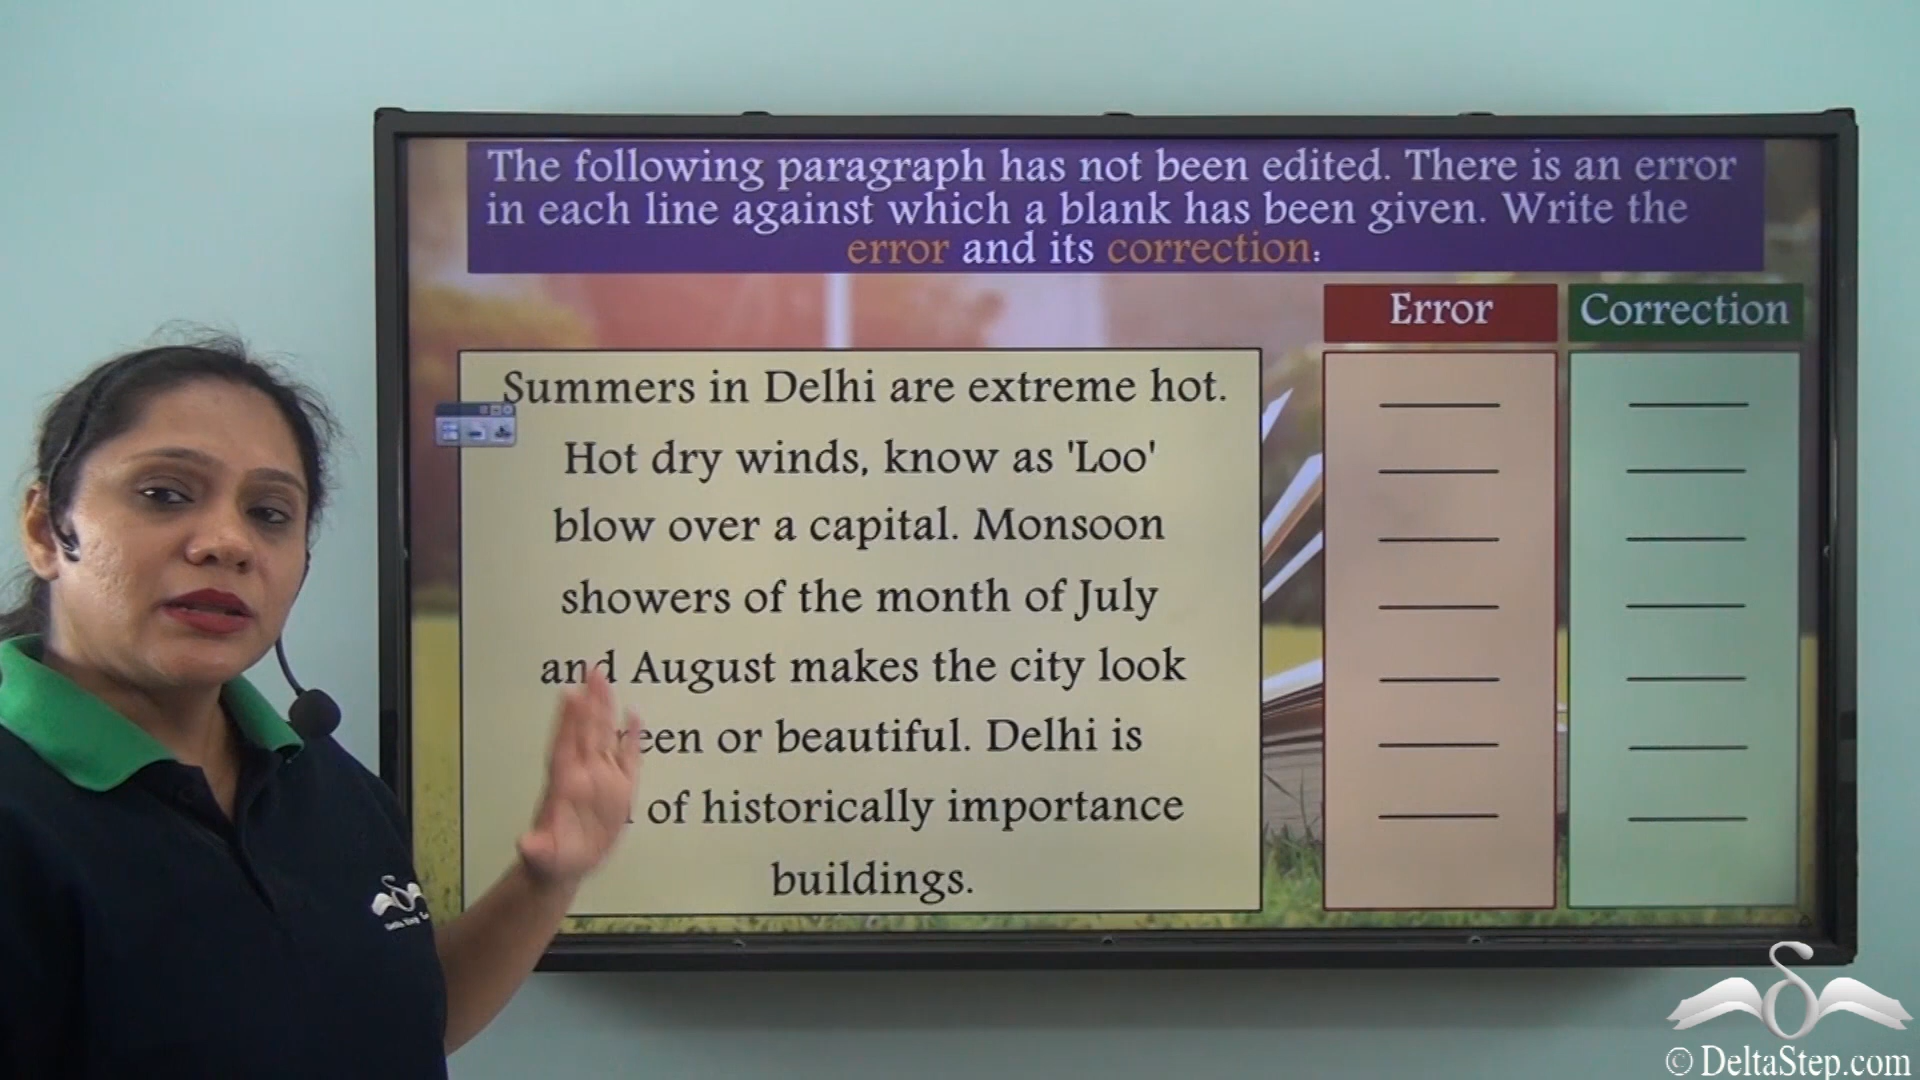 The following paragraph has not been edited. There is an error
in each line against which a blank has been given. Write the
error and its correction:
Error
Correction
Summers in Delhi are extreme hot.
Hot dry winds, know as 'Loo'
blow over a capital. Monsoon
showers of the month of July
and August makes the city look
or beautiful. Delhi is
of historically importance
buildings.
© DeltaStep.com